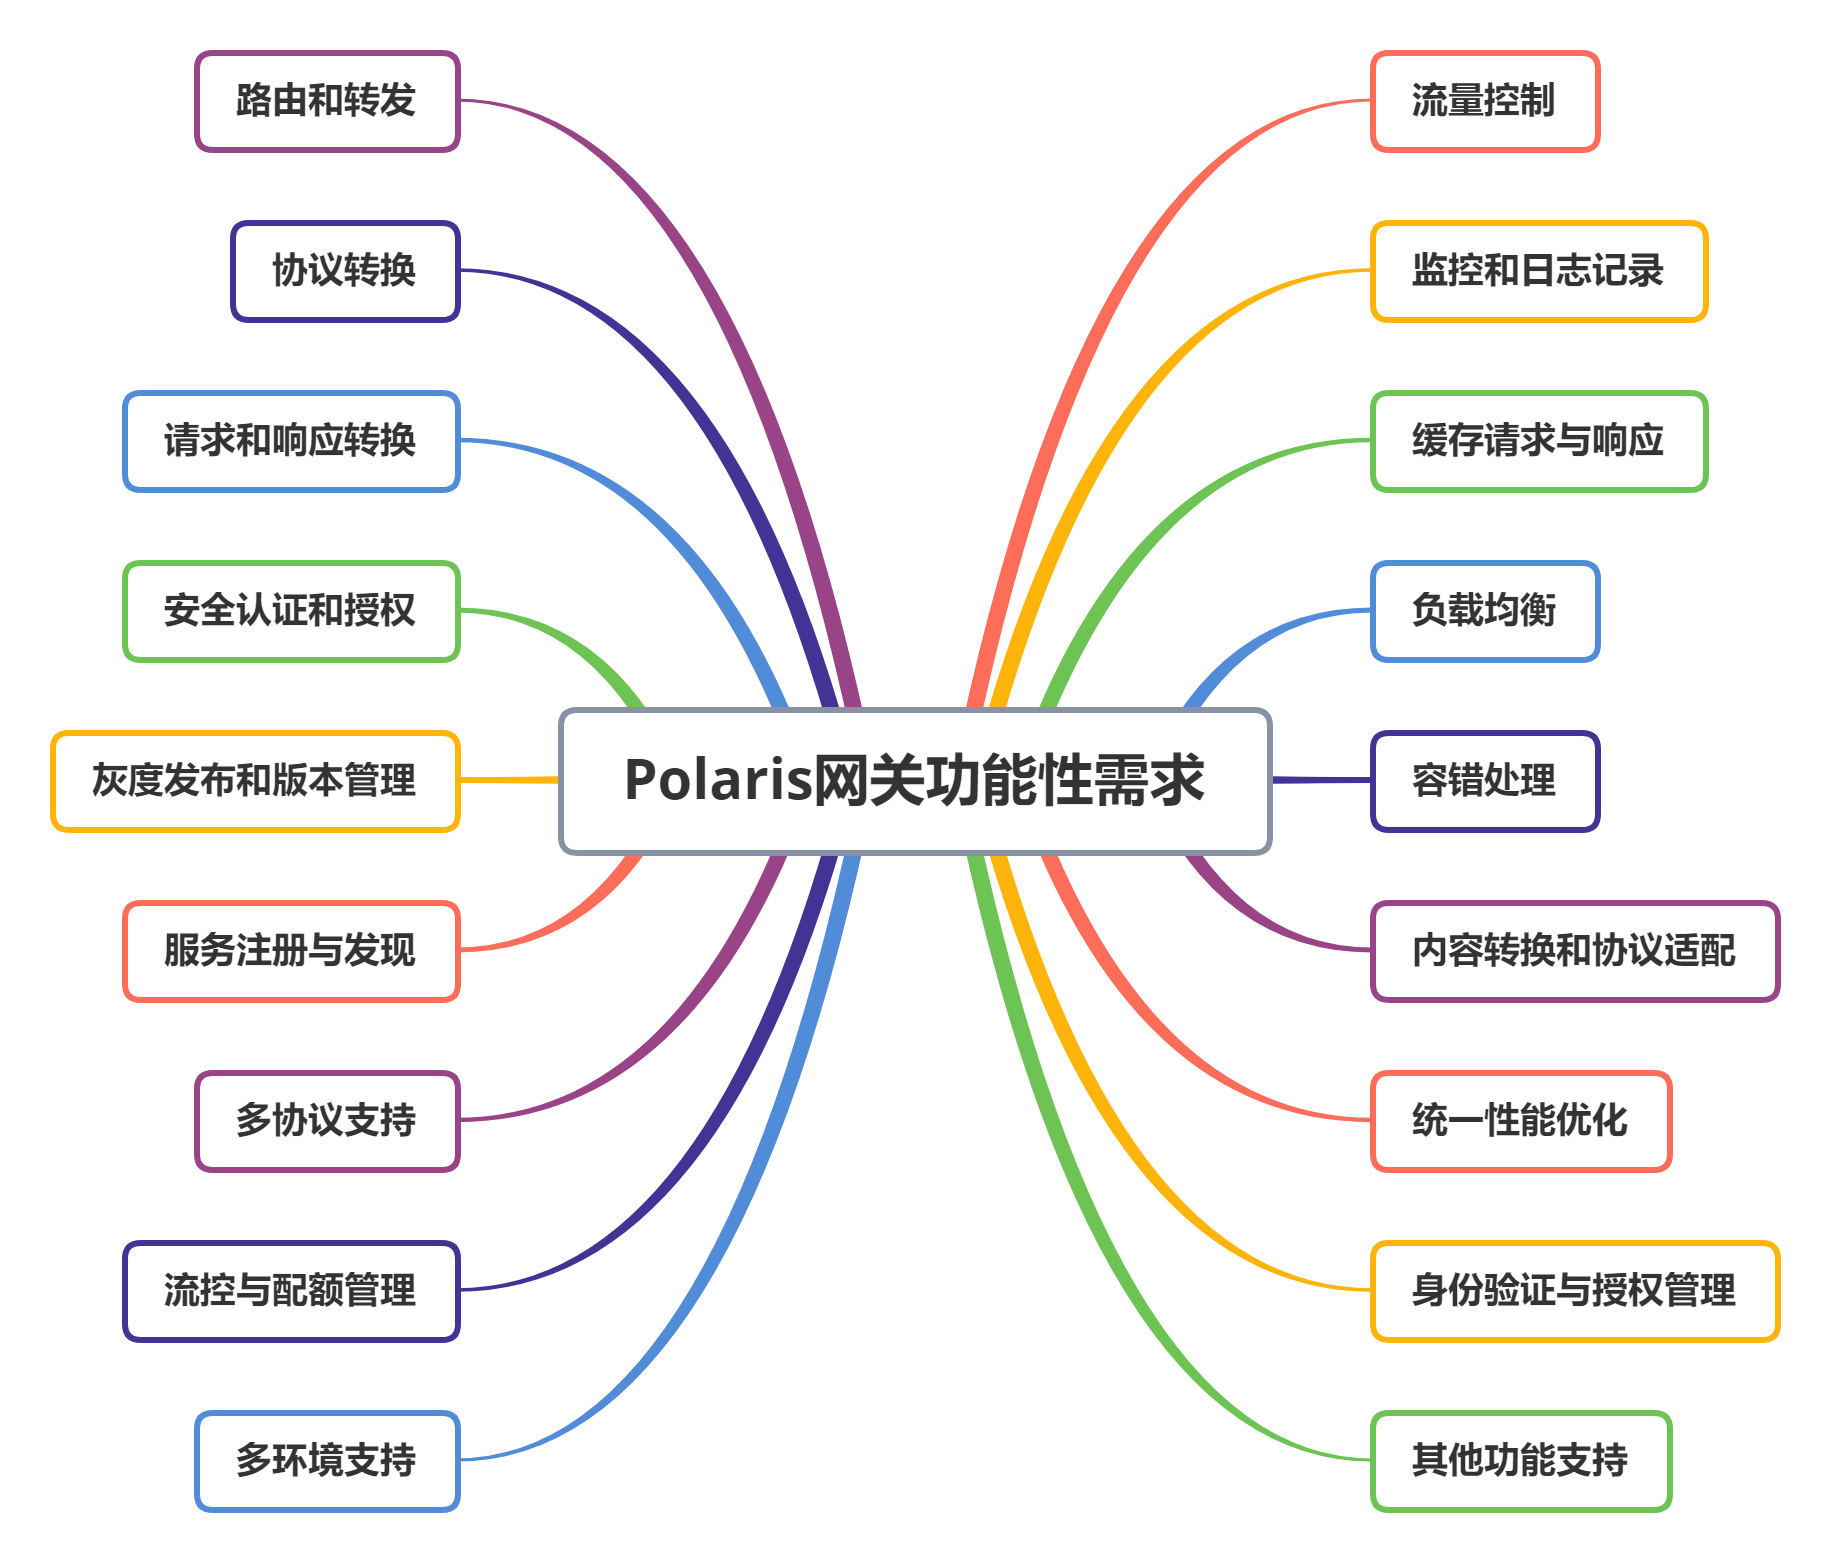 路由和转发
协议转换
请求和响应转换
安全认证和授权
灰度发布和版本管理
服务注册与发现
多协议支持
流控与配额管理
多环境支持
Polaris网关功能性需求
流量控制
监控和日志记录
缓存请求与响应
负载均衡
容错处理
内容转换和协议适配
统一性能优化
身份验证与授权管理
其他功能支持